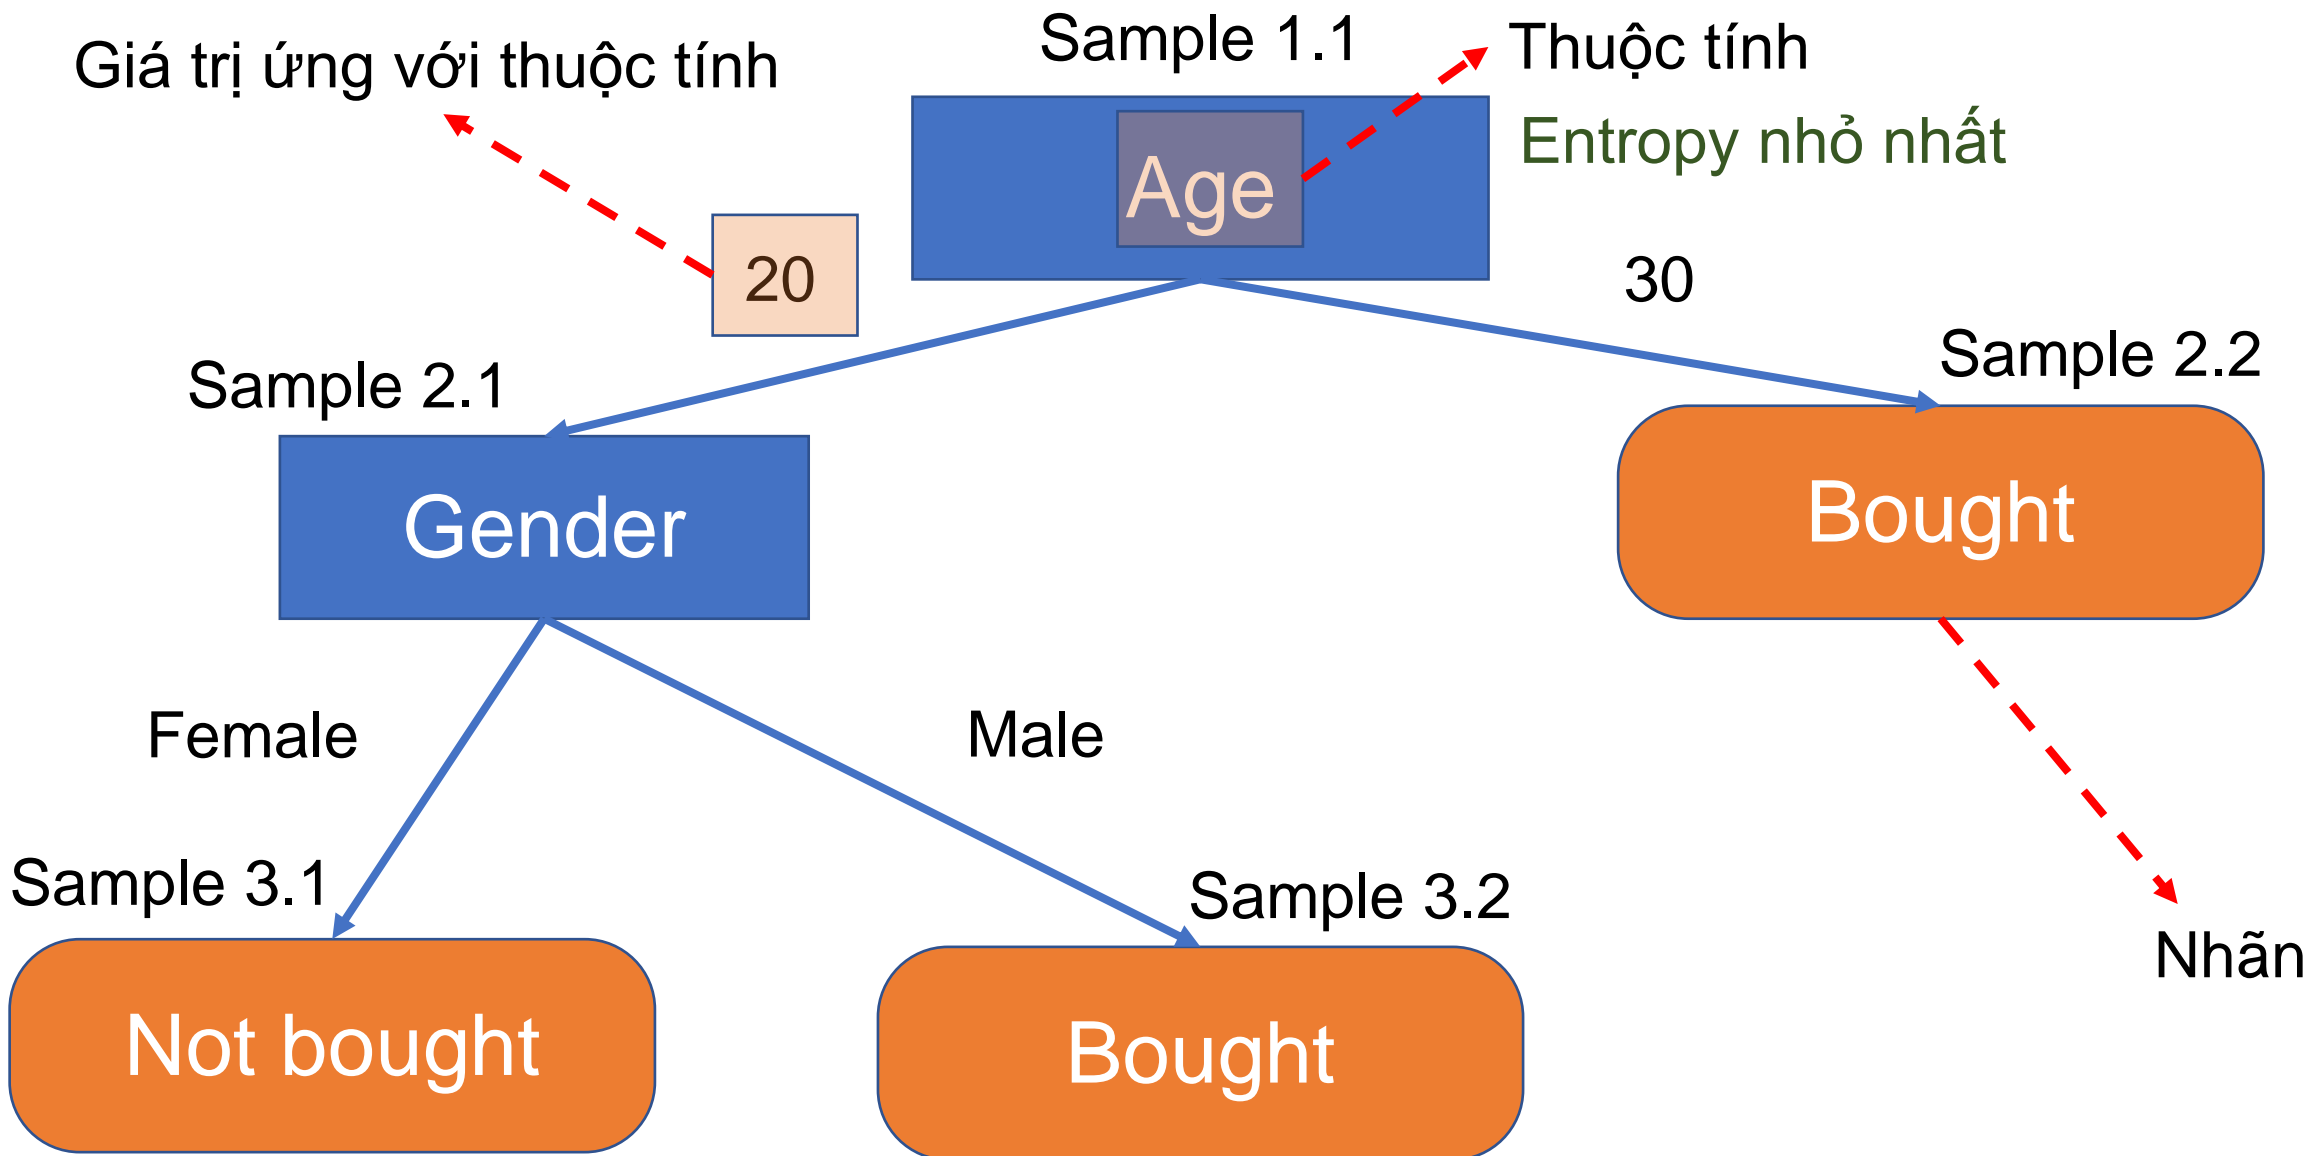 Sample 1.1
Thuộc tính
Giá trị ứng với thuộc tính
Entropy nhỏ nhất
Age
20
30
Sample 2.1
Sample 2.2
Gender
Bought
Female
Male
Sample 3.1
Sample 3.2
Nhãn
Not bought
Bought